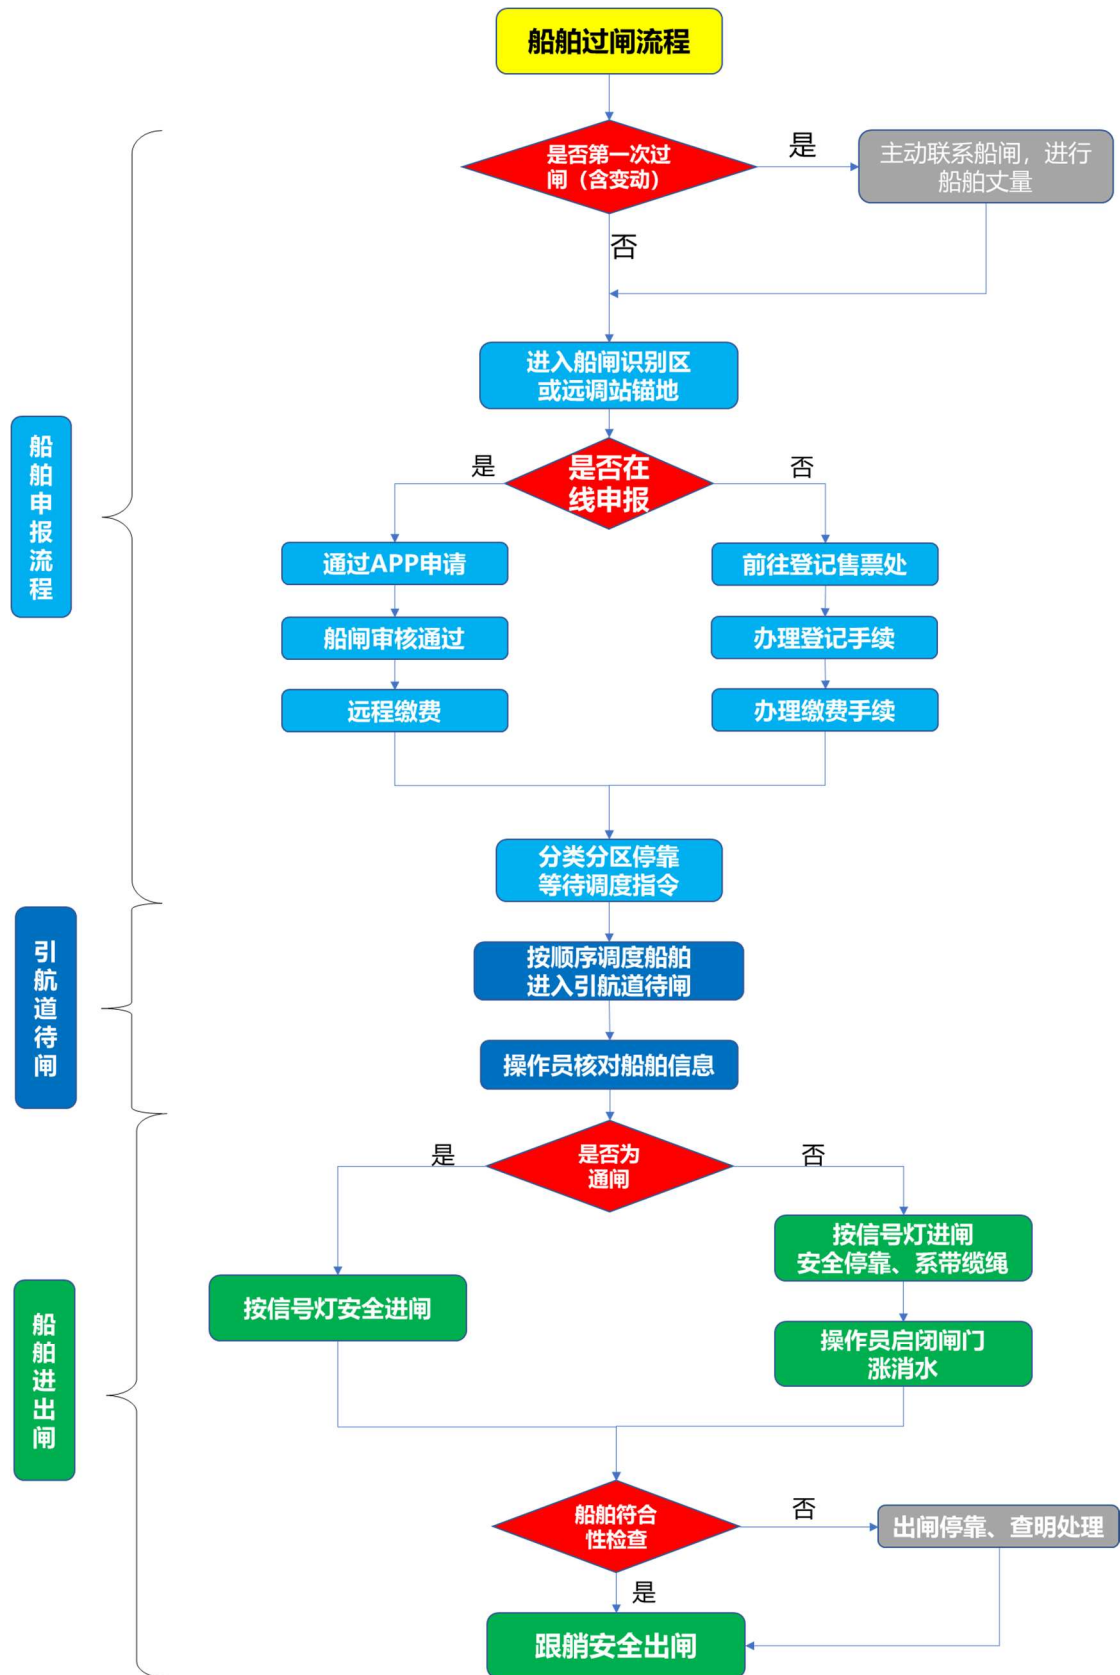 船舶过闸流程
是否第一次过
闸（含变动）
是
主动联系船闸，进行
船舶丈量
否
进入船闸识别区
或远调站锚地
是否在
线申报
是
否
通过APP申请
前往登记售票处
船闸审核通过
办理登记手续
远程缴费
办理缴费手续
分类分区停靠
等待调度指令
船舶申报流程
按顺序调度船舶
进入引航道待闸
操作员核对船舶信息
引航道待闸
是否为
通闸
是
否
按信号灯安全进闸
按信号灯进闸
安全停靠、系带缆绳
操作员启闭闸门
涨消水
船舶进出闸
船舶符合
性检查
否
出闸停靠、查明处理
是
跟艄安全出闸